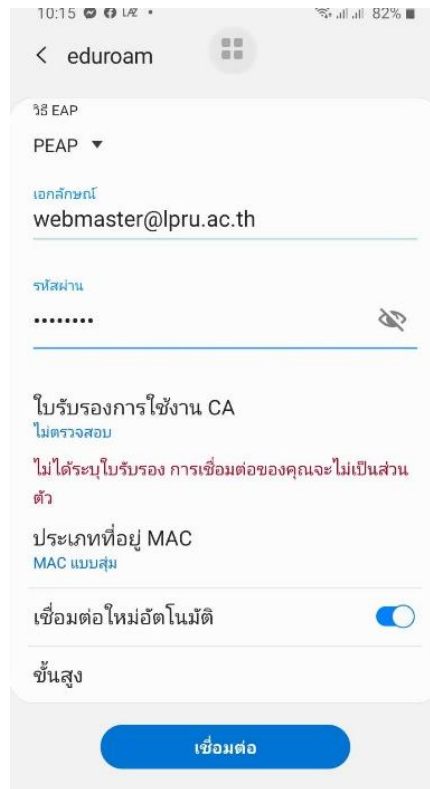 10:15 82%
eduroam
วิธี EAP
PEAP
เอกลักษณ์
webmaster@lpru.ac.th
รหัสผ่าน
••••••••
ใบรับรองการใช้งาน CA
ไม่ตรวจสอบ
ไม่ได้ระบุใบรับรอง การเชื่อมต่อของคุณจะไม่เป็นส่วน
ตัว
ประเภทที่อยู่ MAC
MAC แบบสุ่ม
เชื่อมต่อใหม่อัตโนมัติ
ขั้นสูง
เชื่อมต่อ